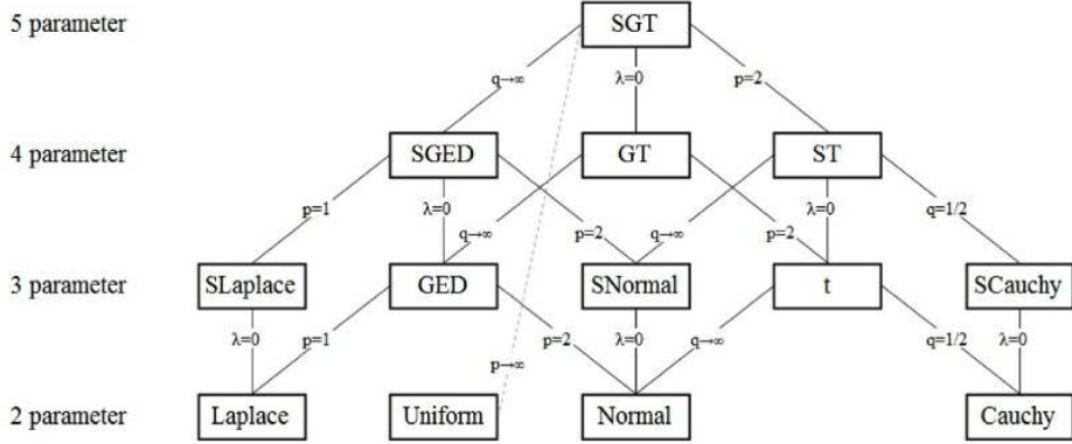 5 parameter SGT
q→∞ λ=0 p=2
4 parameter SGED GT ST
p=1 λ=0 q→∞ p=2 q→∞ p=2 λ=0 q=1/2
3 parameter SLaplace GED SNormal t SCauchy
λ=0 p=1 p=2 λ=0 q→∞ q=1/2 λ=0
p→∞
2 parameter Laplace Uniform Normal Cauchy